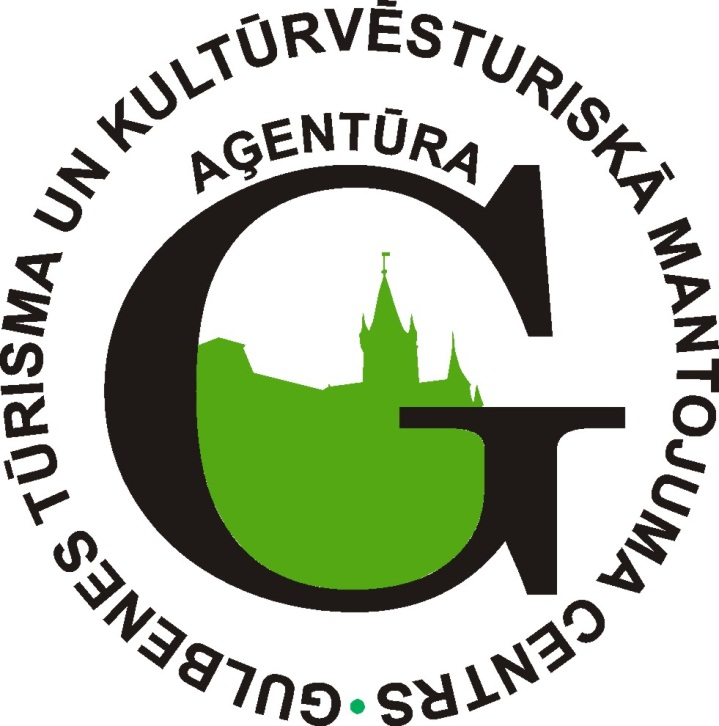 GULBENES TŪRISMA UN KULTŪRVĒSTURISKĀ MANTOJUMA CENTRS •
AĢENTŪRA
G